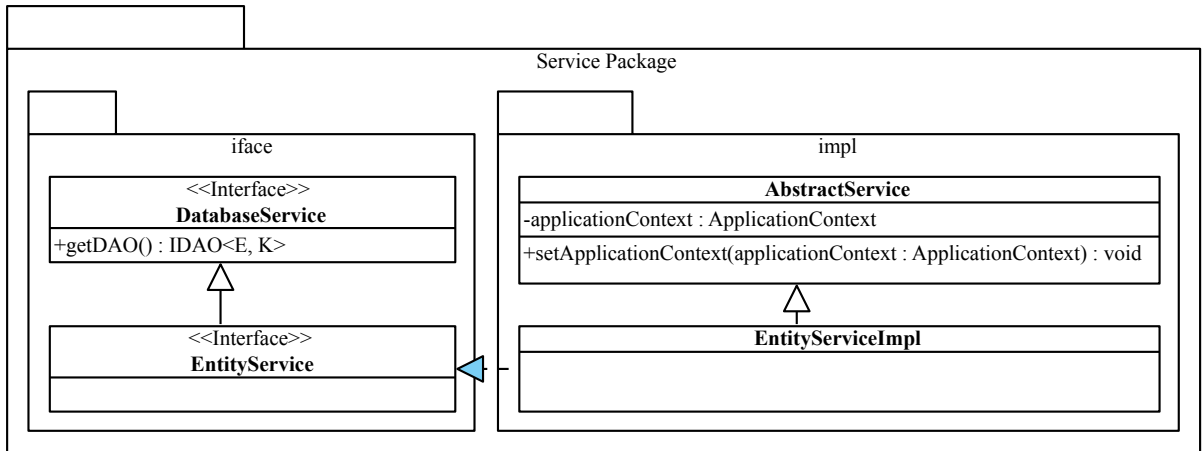 Service Package
iface
<<Interface>>
DatabaseService
+getDAO() : IDAO<E, K>
<<Interface>>
EntityService
impl
AbstractService
-applicationContext : ApplicationContext
+setApplicationContext(applicationContext : ApplicationContext) : void
EntityServiceImpl